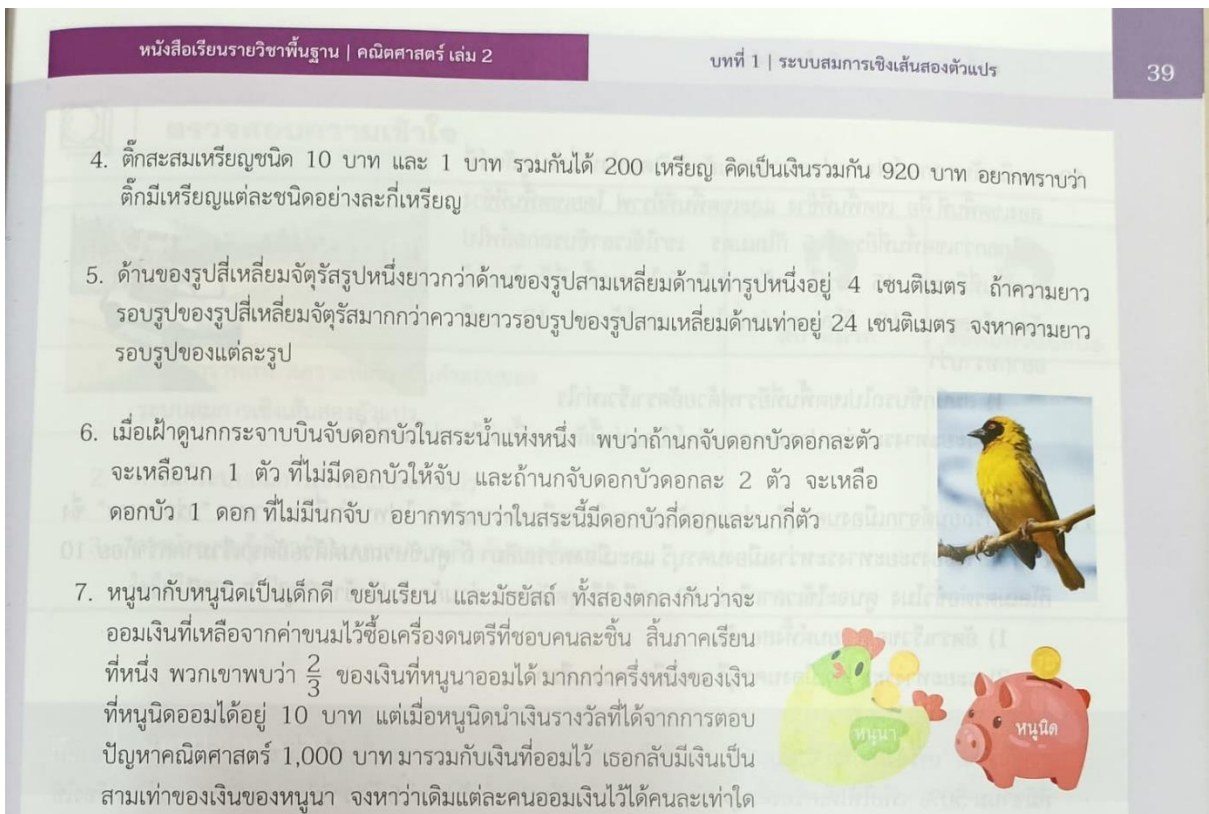 หนังสือเรียนรายวิชาพื้นฐาน | คณิตศาสตร์ เล่ม 2
บทที่ 1 | ระบบสมการเชิงเส้นสองตัวแปร
39
4. ติ๊กสะสมเหรียญชนิด 10 บาท และ 1 บาท รวมกันได้ 200 เหรียญ คิดเป็นเงินรวมกัน 920 บาท อยากทราบว่า
ติ๊กมีเหรียญแต่ละชนิดอย่างละกี่เหรียญ
5. ด้านของรูปสี่เหลี่ยมจัตุรัสรูปหนึ่งยาวกว่าด้านของรูปสามเหลี่ยมด้านเท่ารูปหนึ่งอยู่ 4 เซนติเมตร ถ้าความยาว
รอบรูปของรูปสี่เหลี่ยมจัตุรัสมากกว่าความยาวรอบรูปของรูปสามเหลี่ยมด้านเท่าอยู่ 24 เซนติเมตร จงหาความยาว
รอบรูปของแต่ละรูป
6. เมื่อเฝ้าดูนกกระจาบบินจับดอกบัวในสระน้ำแห่งหนึ่ง พบว่าถ้านกจับดอกบัวดอกละตัว
จะเหลือนก 1 ตัว ที่ไม่มีดอกบัวให้จับ และถ้านกจับดอกบัวดอกละ 2 ตัว จะเหลือ
ดอกบัว 1 ดอก ที่ไม่มีนกจับ อยากทราบว่าในสระนี้มีดอกบัวกี่ดอกและนกกี่ตัว
7. หนูนากับหนูนิดเป็นเด็กดี ขยันเรียน และมัธยัสถ์ ทั้งสองตกลงกันว่าจะ
ออมเงินที่เหลือจากค่าขนมไว้ซื้อเครื่องดนตรีที่ชอบคนละชิ้น สิ้นภาคเรียน
ที่หนึ่ง พวกเขาพบว่า 2/3 ของเงินที่หนูนาออมได้ มากกว่าครึ่งหนึ่งของเงิน
ที่หนูนิดออมได้อยู่ 10 บาท แต่เมื่อหนูนิดนำเงินรางวัลที่ได้จากการตอบ
ปัญหาคณิตศาสตร์ 1,000 บาท มารวมกับเงินที่ออมไว้ เธอกลับมีเงินเป็น
สามเท่าของเงินของหนูนา จงหาว่าเดิมแต่ละคนออมเงินไว้ได้คนละเท่าใด
หนูนา
หนูนิด